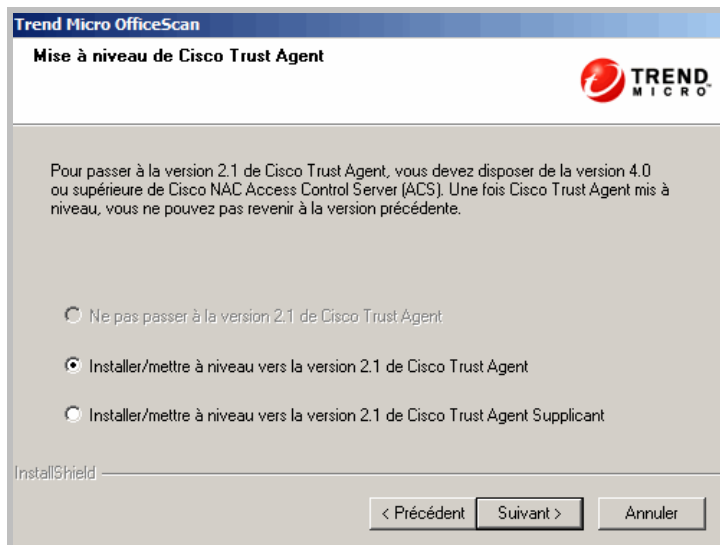 Trend Micro OfficeScan
Mise à niveau de Cisco Trust Agent
TREND
MICRO
Pour passer à la version 2.1 de Cisco Trust Agent, vous devez disposer de la version 4.0
ou supérieure de Cisco NAC Access Control Server (ACS). Une fois Cisco Trust Agent mis à
niveau, vous ne pouvez pas revenir à la version précédente.
Ne pas passer à la version 2.1 de Cisco Trust Agent
Installer/mettre à niveau vers la version 2.1 de Cisco Trust Agent
Installer/mettre à niveau vers la version 2.1 de Cisco Trust Agent Supplicant
InstallShield
< Précédent
Suivant >
Annuler